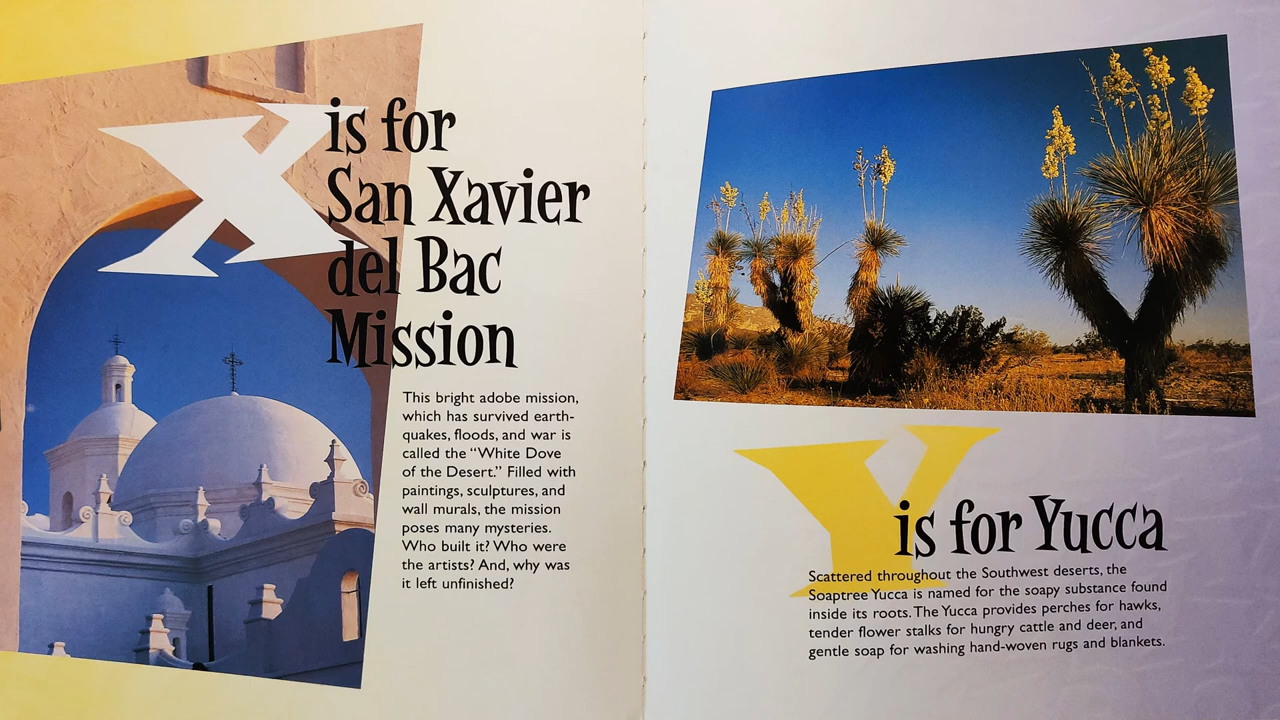 X is for
San Xavier
del Bac
Mission
This bright adobe mission,
which has survived earth-
quakes, floods, and war is
called the “White Dove
of the Desert.” Filled with
paintings, sculptures, and
wall murals, the mission
poses many mysteries.
Who built it? Who were
the artists? And, why was
it left unfinished?
Y is for Yucca
Scattered throughout the Southwest deserts, the
Soaptree Yucca is named for the soapy substance found
inside its roots. The Yucca provides perches for hawks,
tender flower stalks for hungry cattle and deer, and
gentle soap for washing hand-woven rugs and blankets.